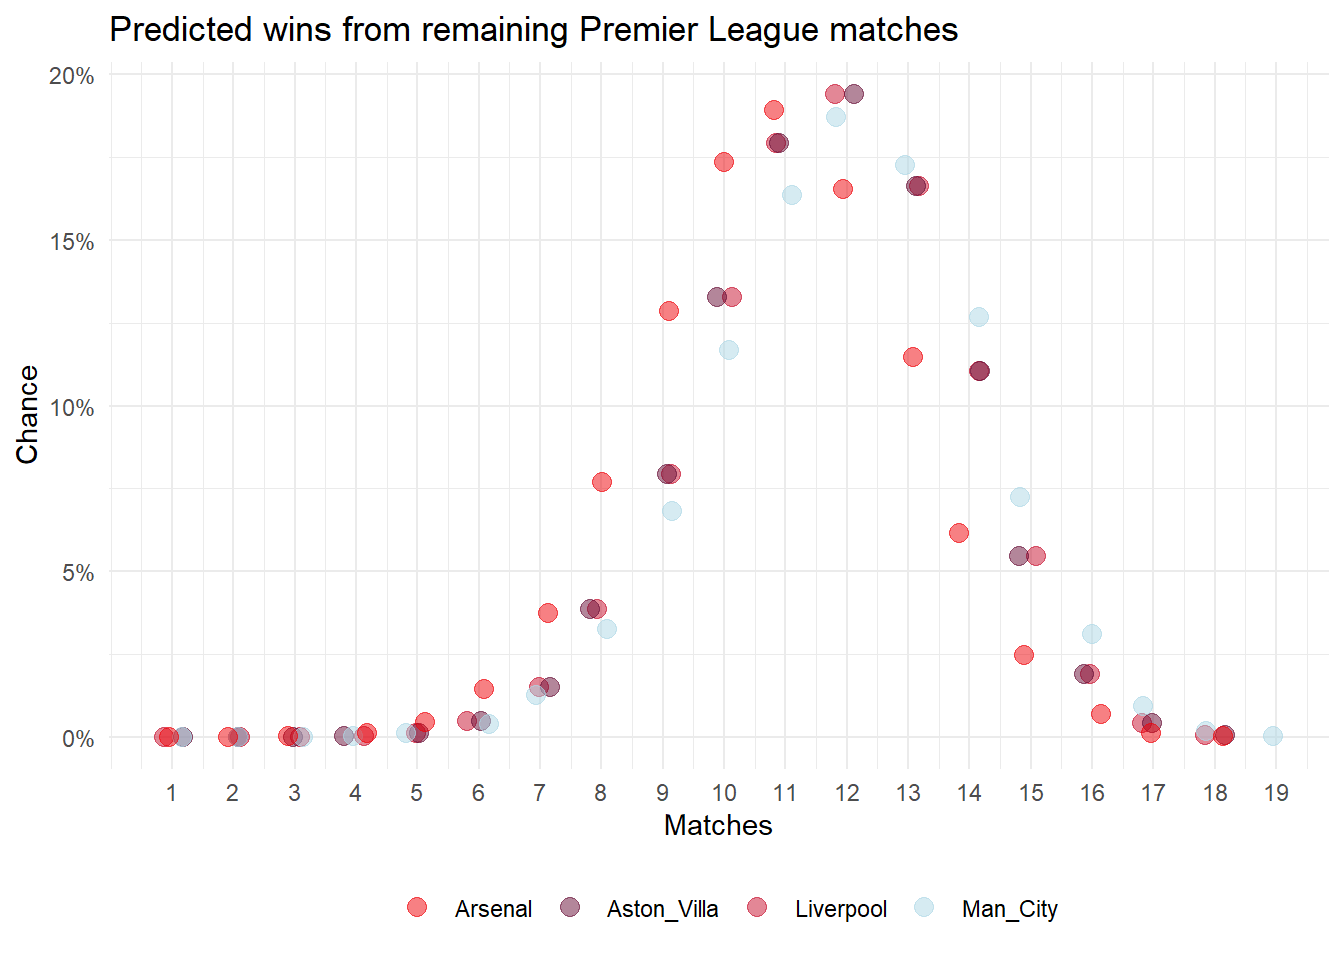 Predicted wins from remaining Premier League matches
20%
15%
10%
5%
0%
Chance
1 2 3 4 5 6 7 8 9 10 11 12 13 14 15 16 17 18 19
Matches
Arsenal Aston_Villa Liverpool Man_City